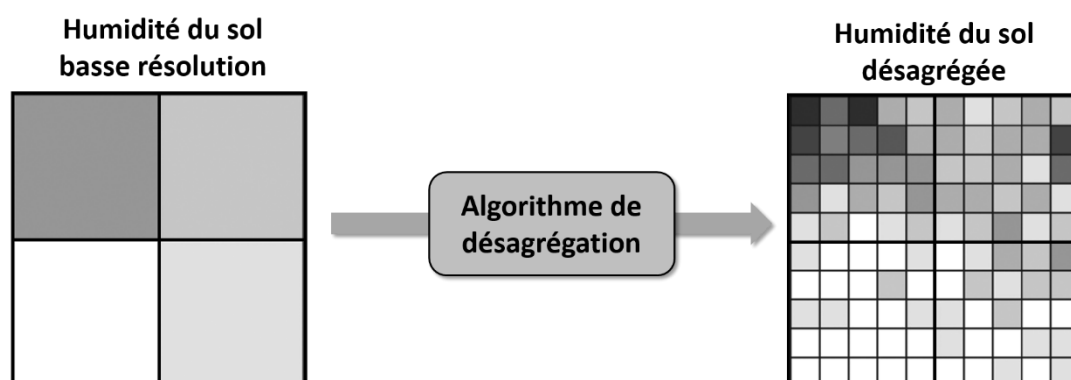 Humidité du sol
basse résolution
Algorithme de
désagrégation
Humidité du sol
désagrégée